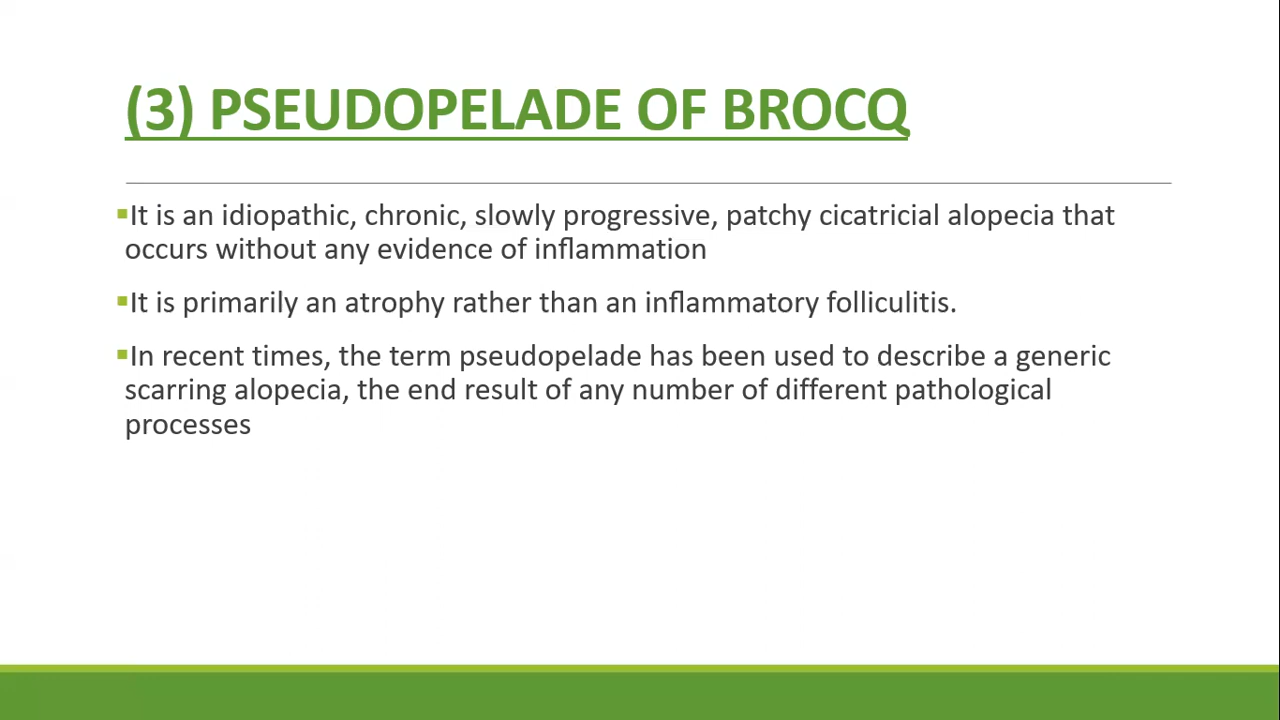 (3) PSEUDOPELADE OF BROCQ
▪It is an idiopathic, chronic, slowly progressive, patchy cicatricial alopecia that
occurs without any evidence of inflammation
▪It is primarily an atrophy rather than an inflammatory folliculitis.
▪In recent times, the term pseudopelade has been used to describe a generic
scarring alopecia, the end result of any number of different pathological
processes